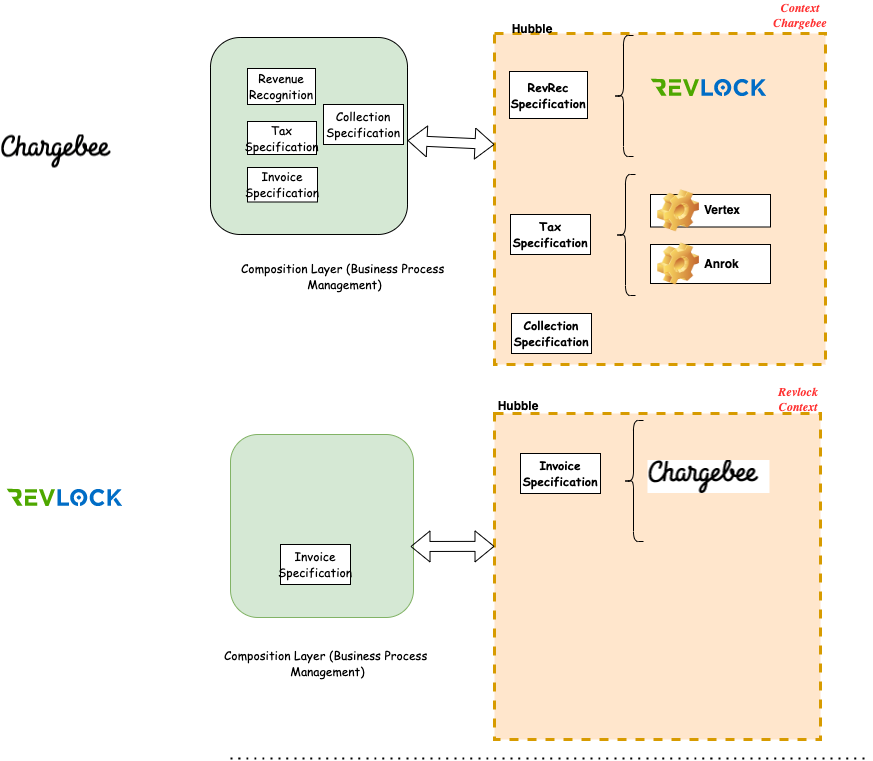 Context
Chargebee
Hubble
Revenue
Recognition
Collection
Specification
Tax
Specification
Invoice
Specification
Chargebee
Composition Layer (Business Process
Management)
RevRec
Specification
REVLOCK
Tax
Specification
Vertex
Anrok
Collection
Specification
Revlock
Context
Hubble
REVLOCK
Invoice
Specification
Composition Layer (Business Process
Management)
Invoice
Specification
Chargebee